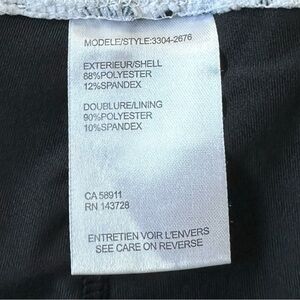 MODELE/STYLE:3304-2676
EXTERIEUR/SHELL
88%POLYESTER
12%SPANDEX
DOUBLURE/LINING
90%POLYESTER
10%SPANDEX
CA 58911
RN 143728
ENTRETIEN VOIR L'ENVERS
SEE CARE ON REVERSE